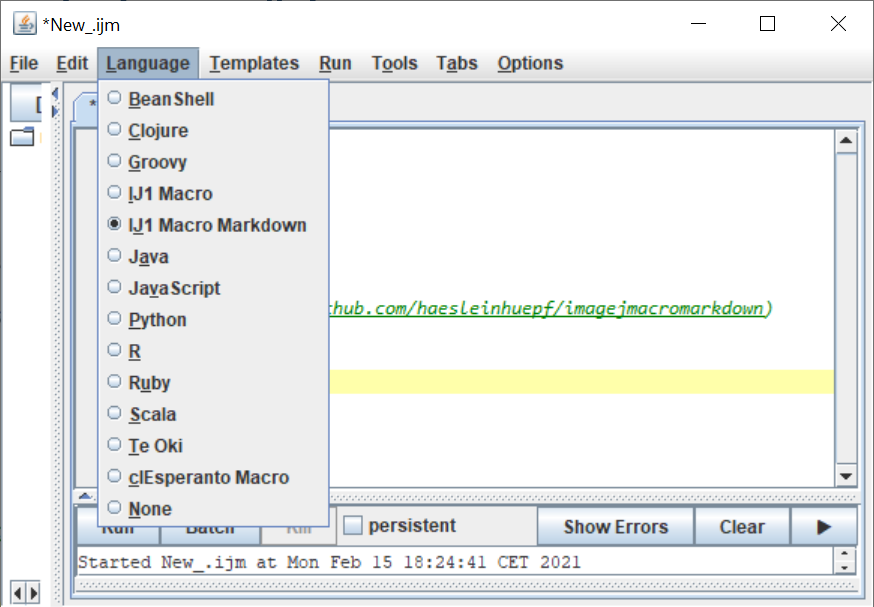 *New_.ijm
File Edit Language Templates Run Tools Tabs Options
BeanShell
Clojure
Groovy
IJ1 Macro
IJ1 Macro Markdown
Java
JavaScript
hub.com/haesleinhuepf/imagejmacromarkdown)
Python
R
Ruby
Scala
Te Oki
clEsperanto Macro
None
Run Batch Kill persistent Show Errors Clear
Started New_.ijm at Mon Feb 15 18:24:41 CET 2021